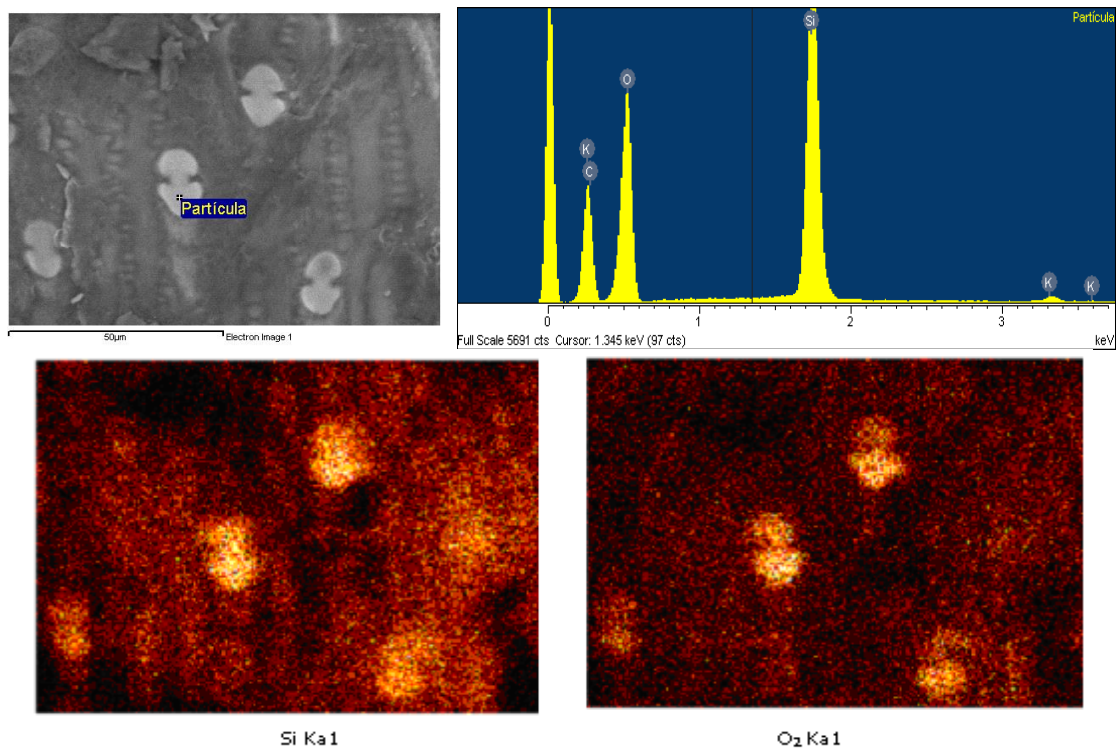 Partícula
50µm
Electron Image 1
Partícula
Si
O
K
C
K
K
0
1
2
3
Full Scale 5691 cts Cursor: 1.345 keV (97 cts)
keV
Si Ka1
O₂ Ka1